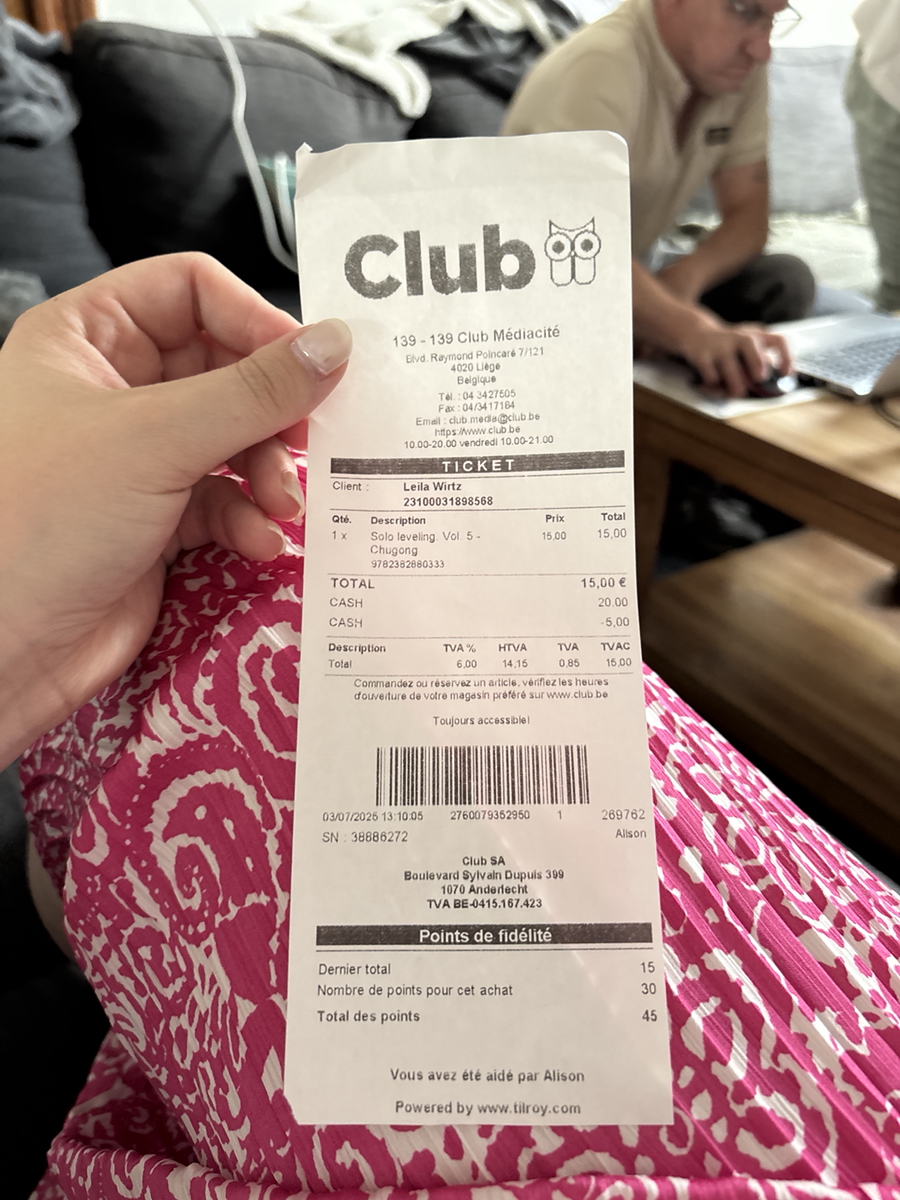 Club
139 - 139 Club Médiacité
Blvd. Raymond Poincaré 7/121
4020 Liège
Belgique
Tél. : 04 3427505
Fax : 04/3417184
Email : club.media@club.be
https://www.club.be
10.00-20.00 vendredi 10.00-21.00
TICKET
Client : Leila Wirtz
23100031898568
Qté. Description Prix Total
1 x Solo leveling. Vol. 5 - 15,00 15,00
Chugong
9782382880333
TOTAL 15,00 €
CASH 20.00
CASH -5,00
Description TVA % HTVA TVA TVAC
Total 6,00 14,15 0,85 15,00
Commandez ou réservez un article, vérifiez les heures
d'ouverture de votre magasin préféré sur www.club.be
Toujours accessible!
03/07/2025 13:10:05 2760079352950 1 269762
SN : 38886272 Alison
Club SA
Boulevard Sylvain Dupuis 399
1070 Anderlecht
TVA BE-0415.167.423
Points de fidélité
Dernier total 15
Nombre de points pour cet achat 30
Total des points 45
Vous avez été aidé par Alison
Powered by www.tilroy.com